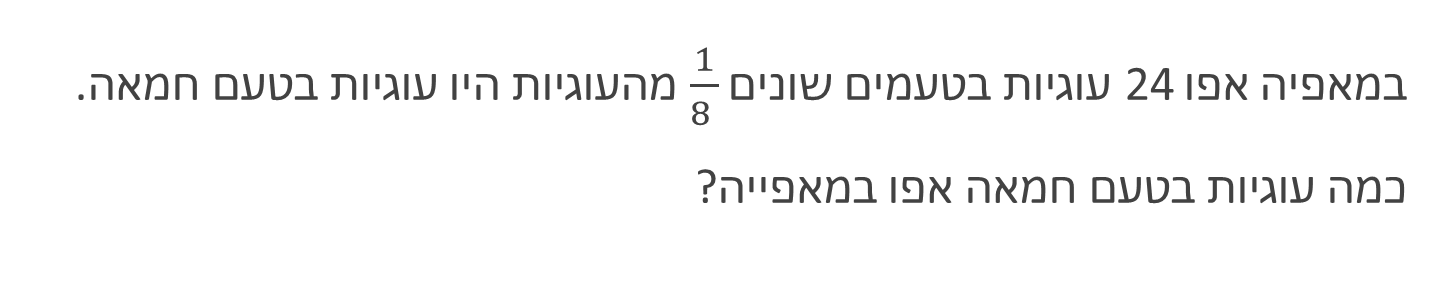 במאפיה אפו 24 עוגיות בטעמים שונים 1/8 מהעוגיות היו עוגיות בטעם חמאה.
כמה עוגיות בטעם חמאה אפו במאפייה?